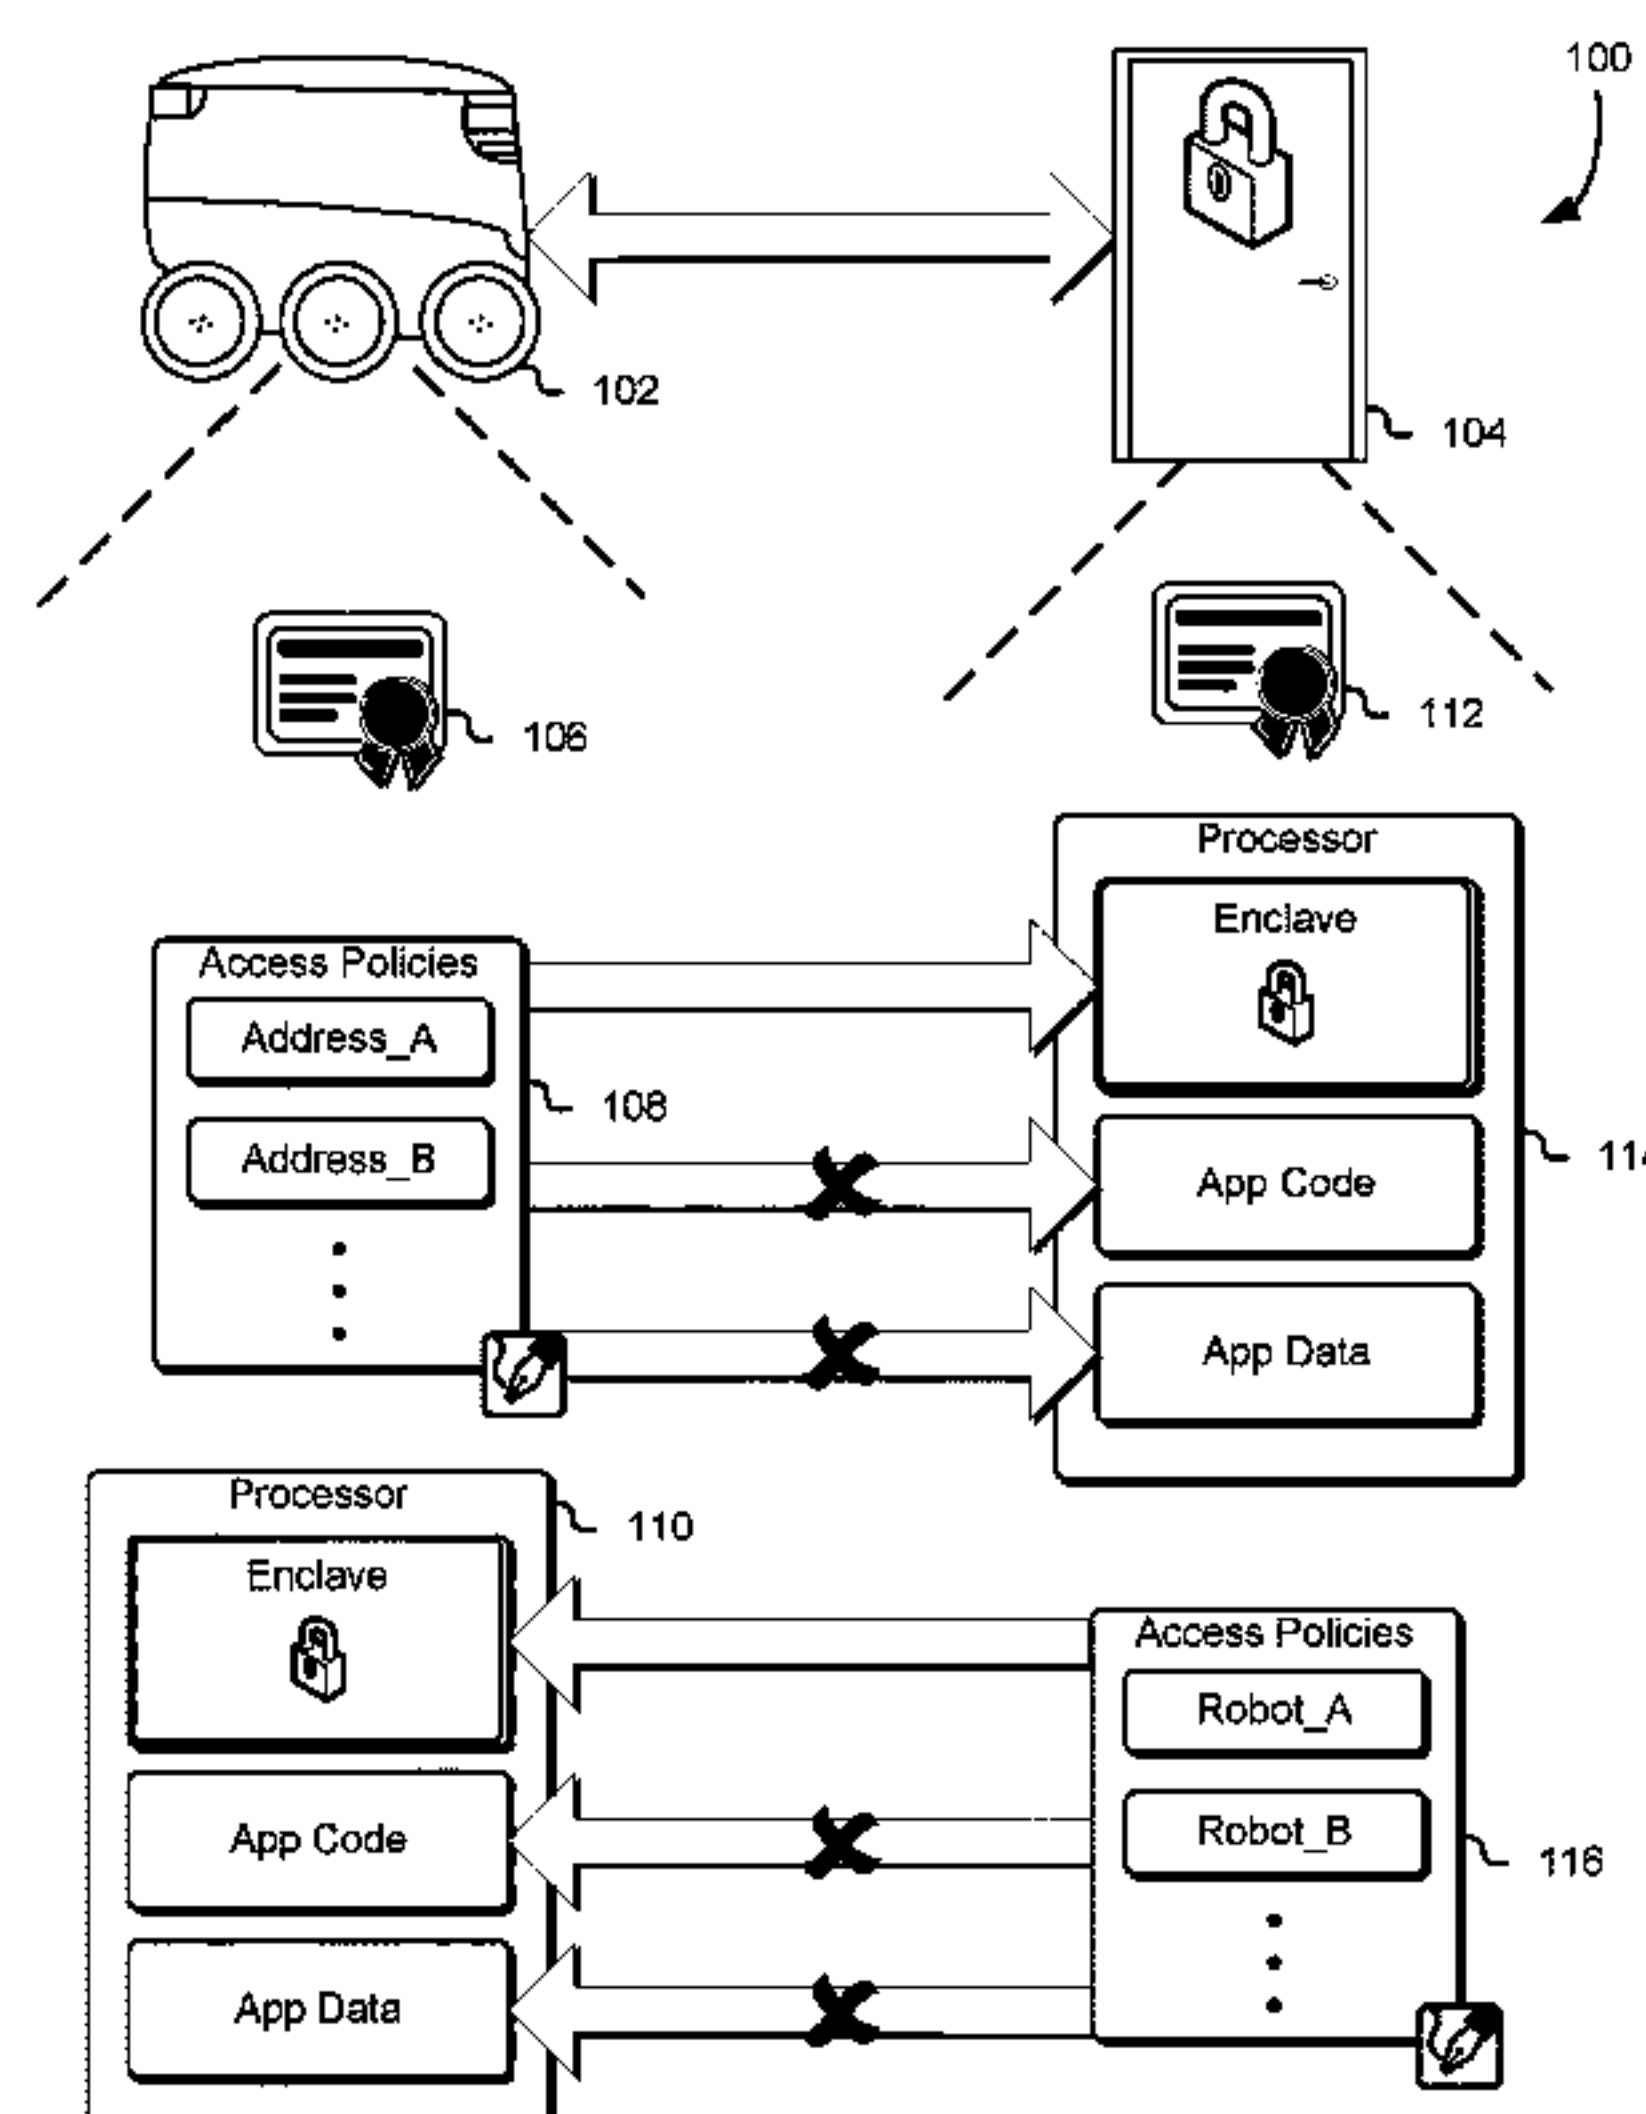 100
102
104
106
112
Processor
Enclave
Access Policies
Address_A
108
Address_B
App Code
App Data
Processor
110
Enclave
Access Policies
Robot_A
App Code
Robot_B
116
App Data